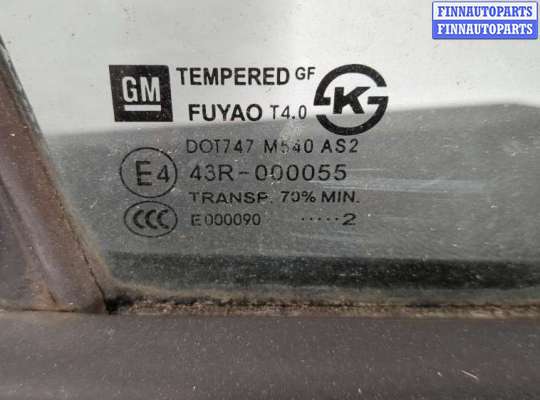 FINNAUTOPARTS
FINNAUTOPARTS
GM TEMPERED GF
FUYAO T4.0
KS
DOT747 M540 AS2
E4 43R-000055
TRANSP. 70% MIN.
CCC E000090 ·····2